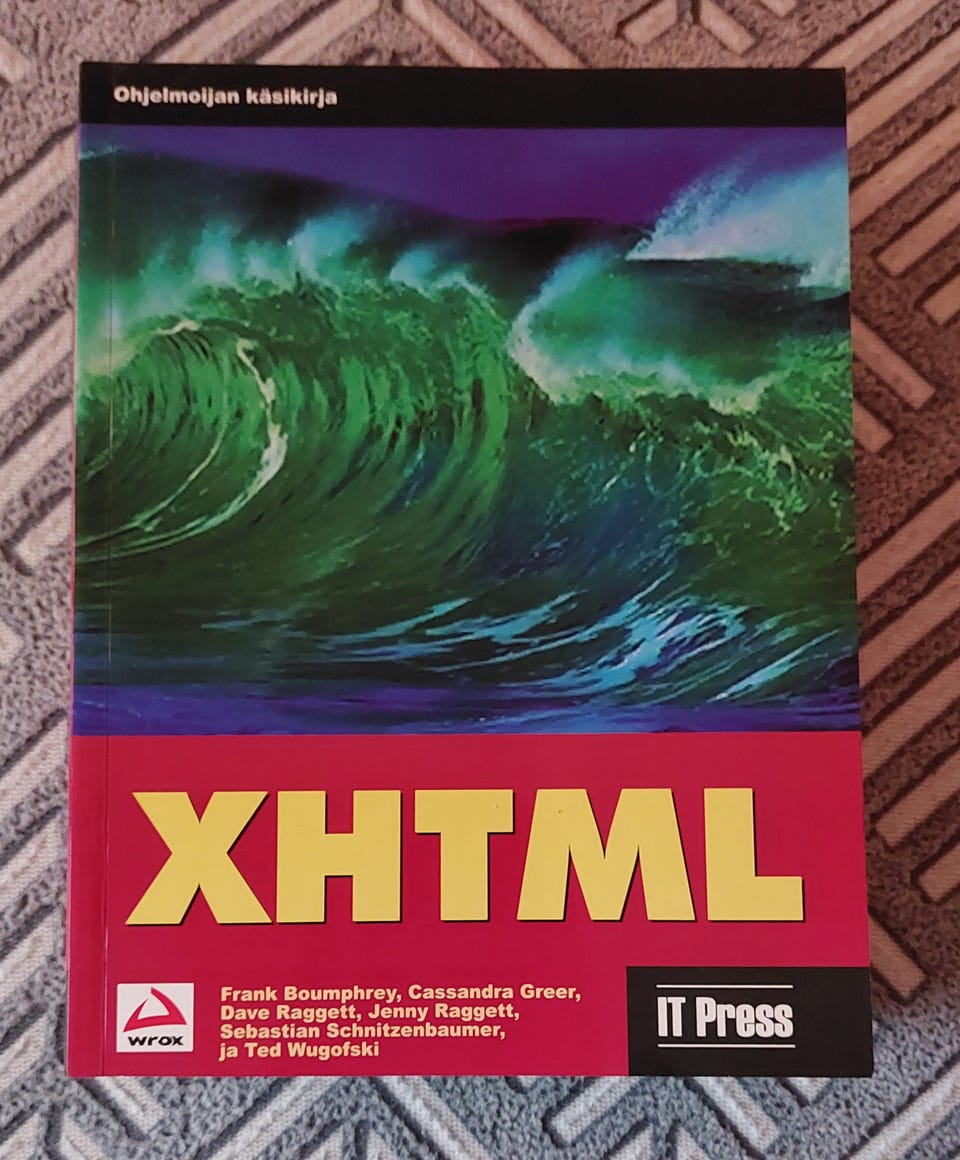 Ohjelmoijan käsikirja
XHTML
wrox
Frank Boumphrey, Cassandra Greer,
Dave Raggett, Jenny Raggett,
Sebastian Schnitzenbaumer,
ja Ted Wugofski
IT Press